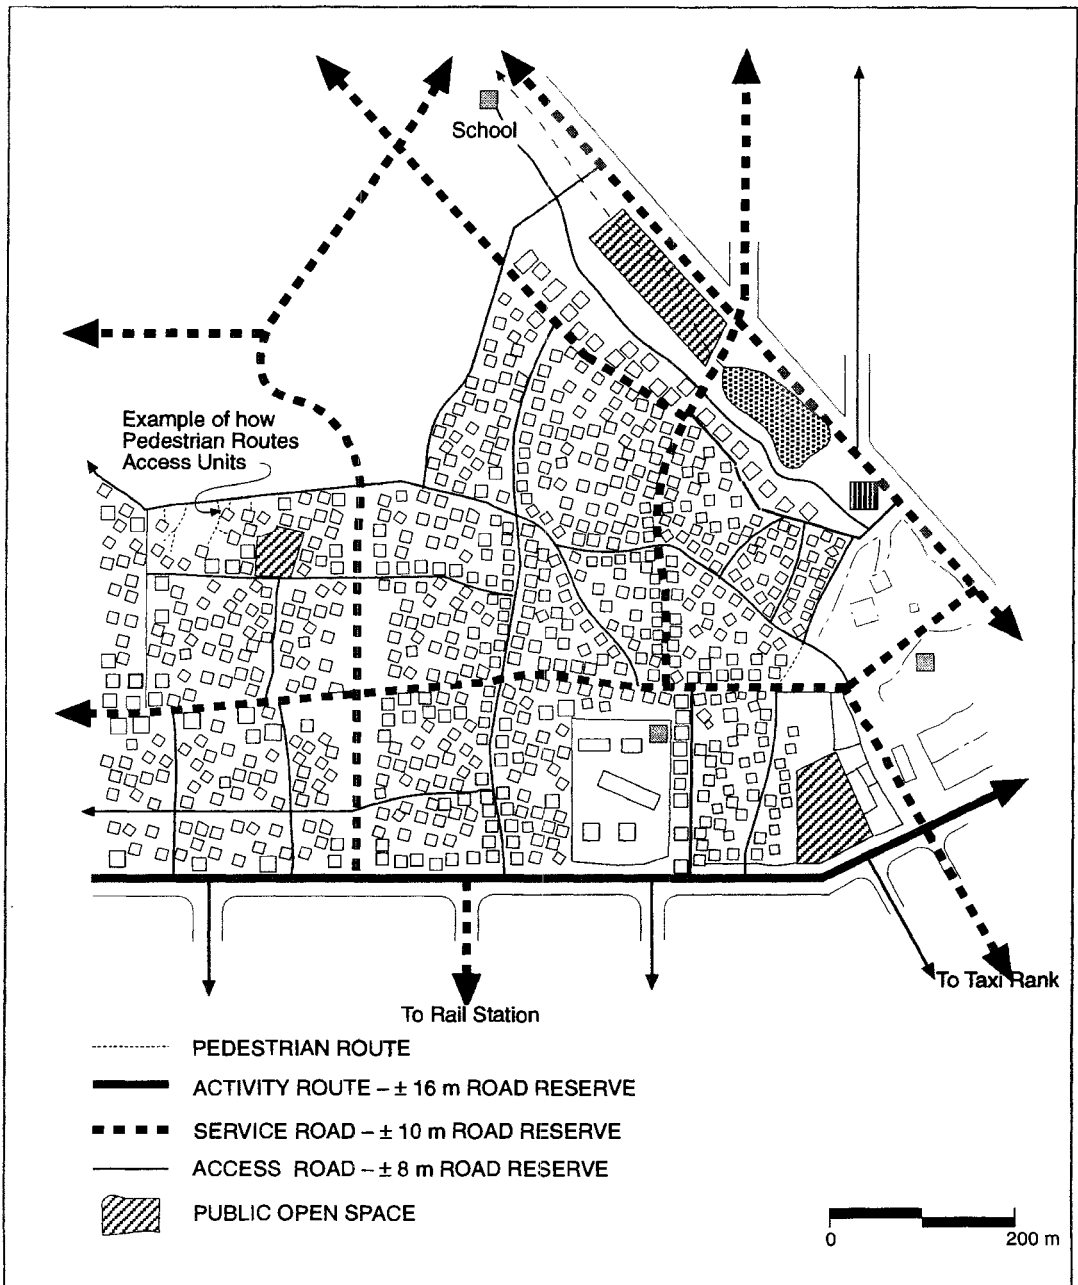 School
Example of how
Pedestrian Routes
Access Units
To Taxi Rank
To Rail Station
PEDESTRIAN ROUTE
ACTIVITY ROUTE – ± 16 m ROAD RESERVE
SERVICE ROAD – ± 10 m ROAD RESERVE
ACCESS ROAD – ± 8 m ROAD RESERVE
PUBLIC OPEN SPACE
0 200 m